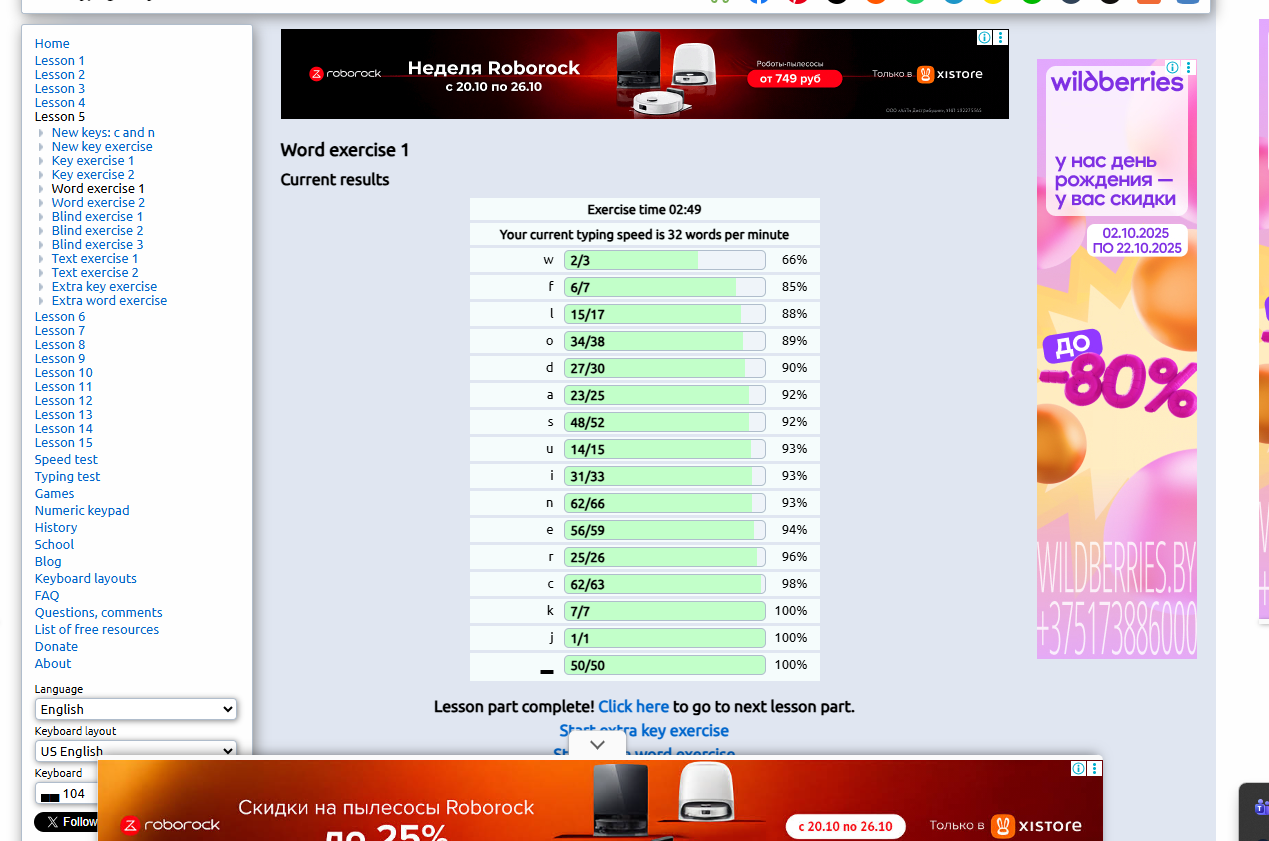 Home
Lesson 1
Lesson 2
Lesson 3
Lesson 4
Lesson 5
New keys: c and n
New key exercise
Key exercise 1
Key exercise 2
Word exercise 1
Word exercise 2
Blind exercise 1
Blind exercise 2
Blind exercise 3
Text exercise 1
Text exercise 2
Extra key exercise
Extra word exercise
Lesson 6
Lesson 7
Lesson 8
Lesson 9
Lesson 10
Lesson 11
Lesson 12
Lesson 13
Lesson 14
Lesson 15
Speed test
Typing test
Games
Numeric keypad
History
School
Blog
Keyboard layouts
FAQ
Questions, comments
List of free resources
Donate
About
Language
English
Keyboard layout
US English
Keyboard
104
Follow
roborock
Неделя Roborock
с 20.10 по 26.10
Роботы-пылесосы
от 749 руб
Только в XISTORE
Word exercise 1
Current results
Exercise time 02:49
Your current typing speed is 32 words per minute
w 2/3 66%
f 6/7 85%
l 15/17 88%
o 34/38 89%
d 27/30 90%
a 23/25 92%
s 48/52 92%
u 14/15 93%
i 31/33 93%
n 62/66 93%
e 56/59 94%
r 25/26 96%
c 62/63 98%
k 7/7 100%
j 1/1 100%
50/50 100%
Lesson part complete! Click here to go to next lesson part.
Start extra key exercise
wildberries
у нас день
рождения —
у вас скидки
02.10.2025
ПО 22.10.2025
ДО
-80%
WILDBERRIES.BY
+375173886000
roborock
Скидки на пылесосы Roborock
до 25%
с 20.10 по 26.10
Только в XISTORE